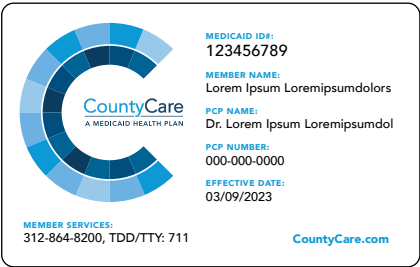 MEDICAID ID#:
123456789
MEMBER NAME:
Lorem Ipsum Loremipsumdolors
PCP NAME:
Dr. Lorem Ipsum Loremipsumdol
PCP NUMBER:
000-000-0000
EFFECTIVE DATE:
03/09/2023
CountyCare
A MEDICAID HEALTH PLAN
MEMBER SERVICES:
312-864-8200, TDD/TTY: 711
CountyCare.com